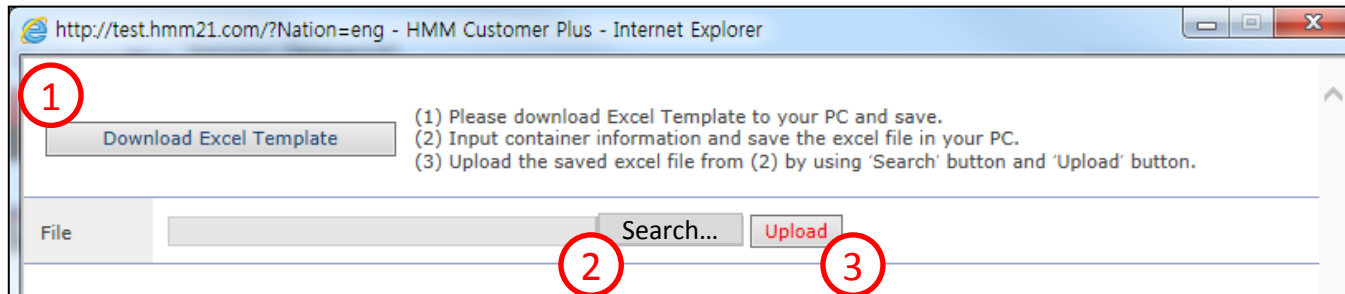 http://test.hmm21.com/?Nation=eng - HMM Customer Plus - Internet Explorer
1
Download Excel Template
(1) Please download Excel Template to your PC and save.
(2) Input container information and save the excel file in your PC.
(3) Upload the saved excel file from (2) by using ‘Search’ button and ‘Upload’ button.
File Search... Upload
2 3